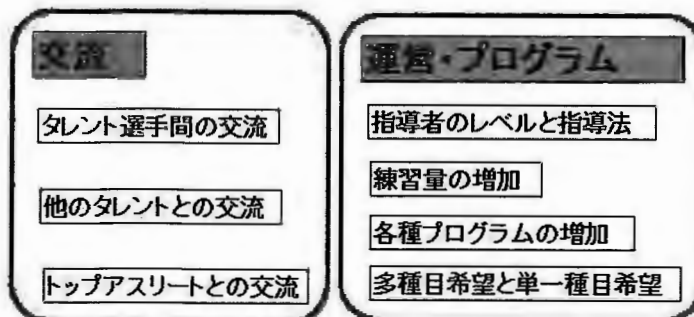 交流
タレント選手間の交流
他のタレントとの交流
トップアスリートとの交流
運営・プログラム
指導者のレベルと指導法
練習量の増加
各種プログラムの増加
多種目希望と単一種目希望